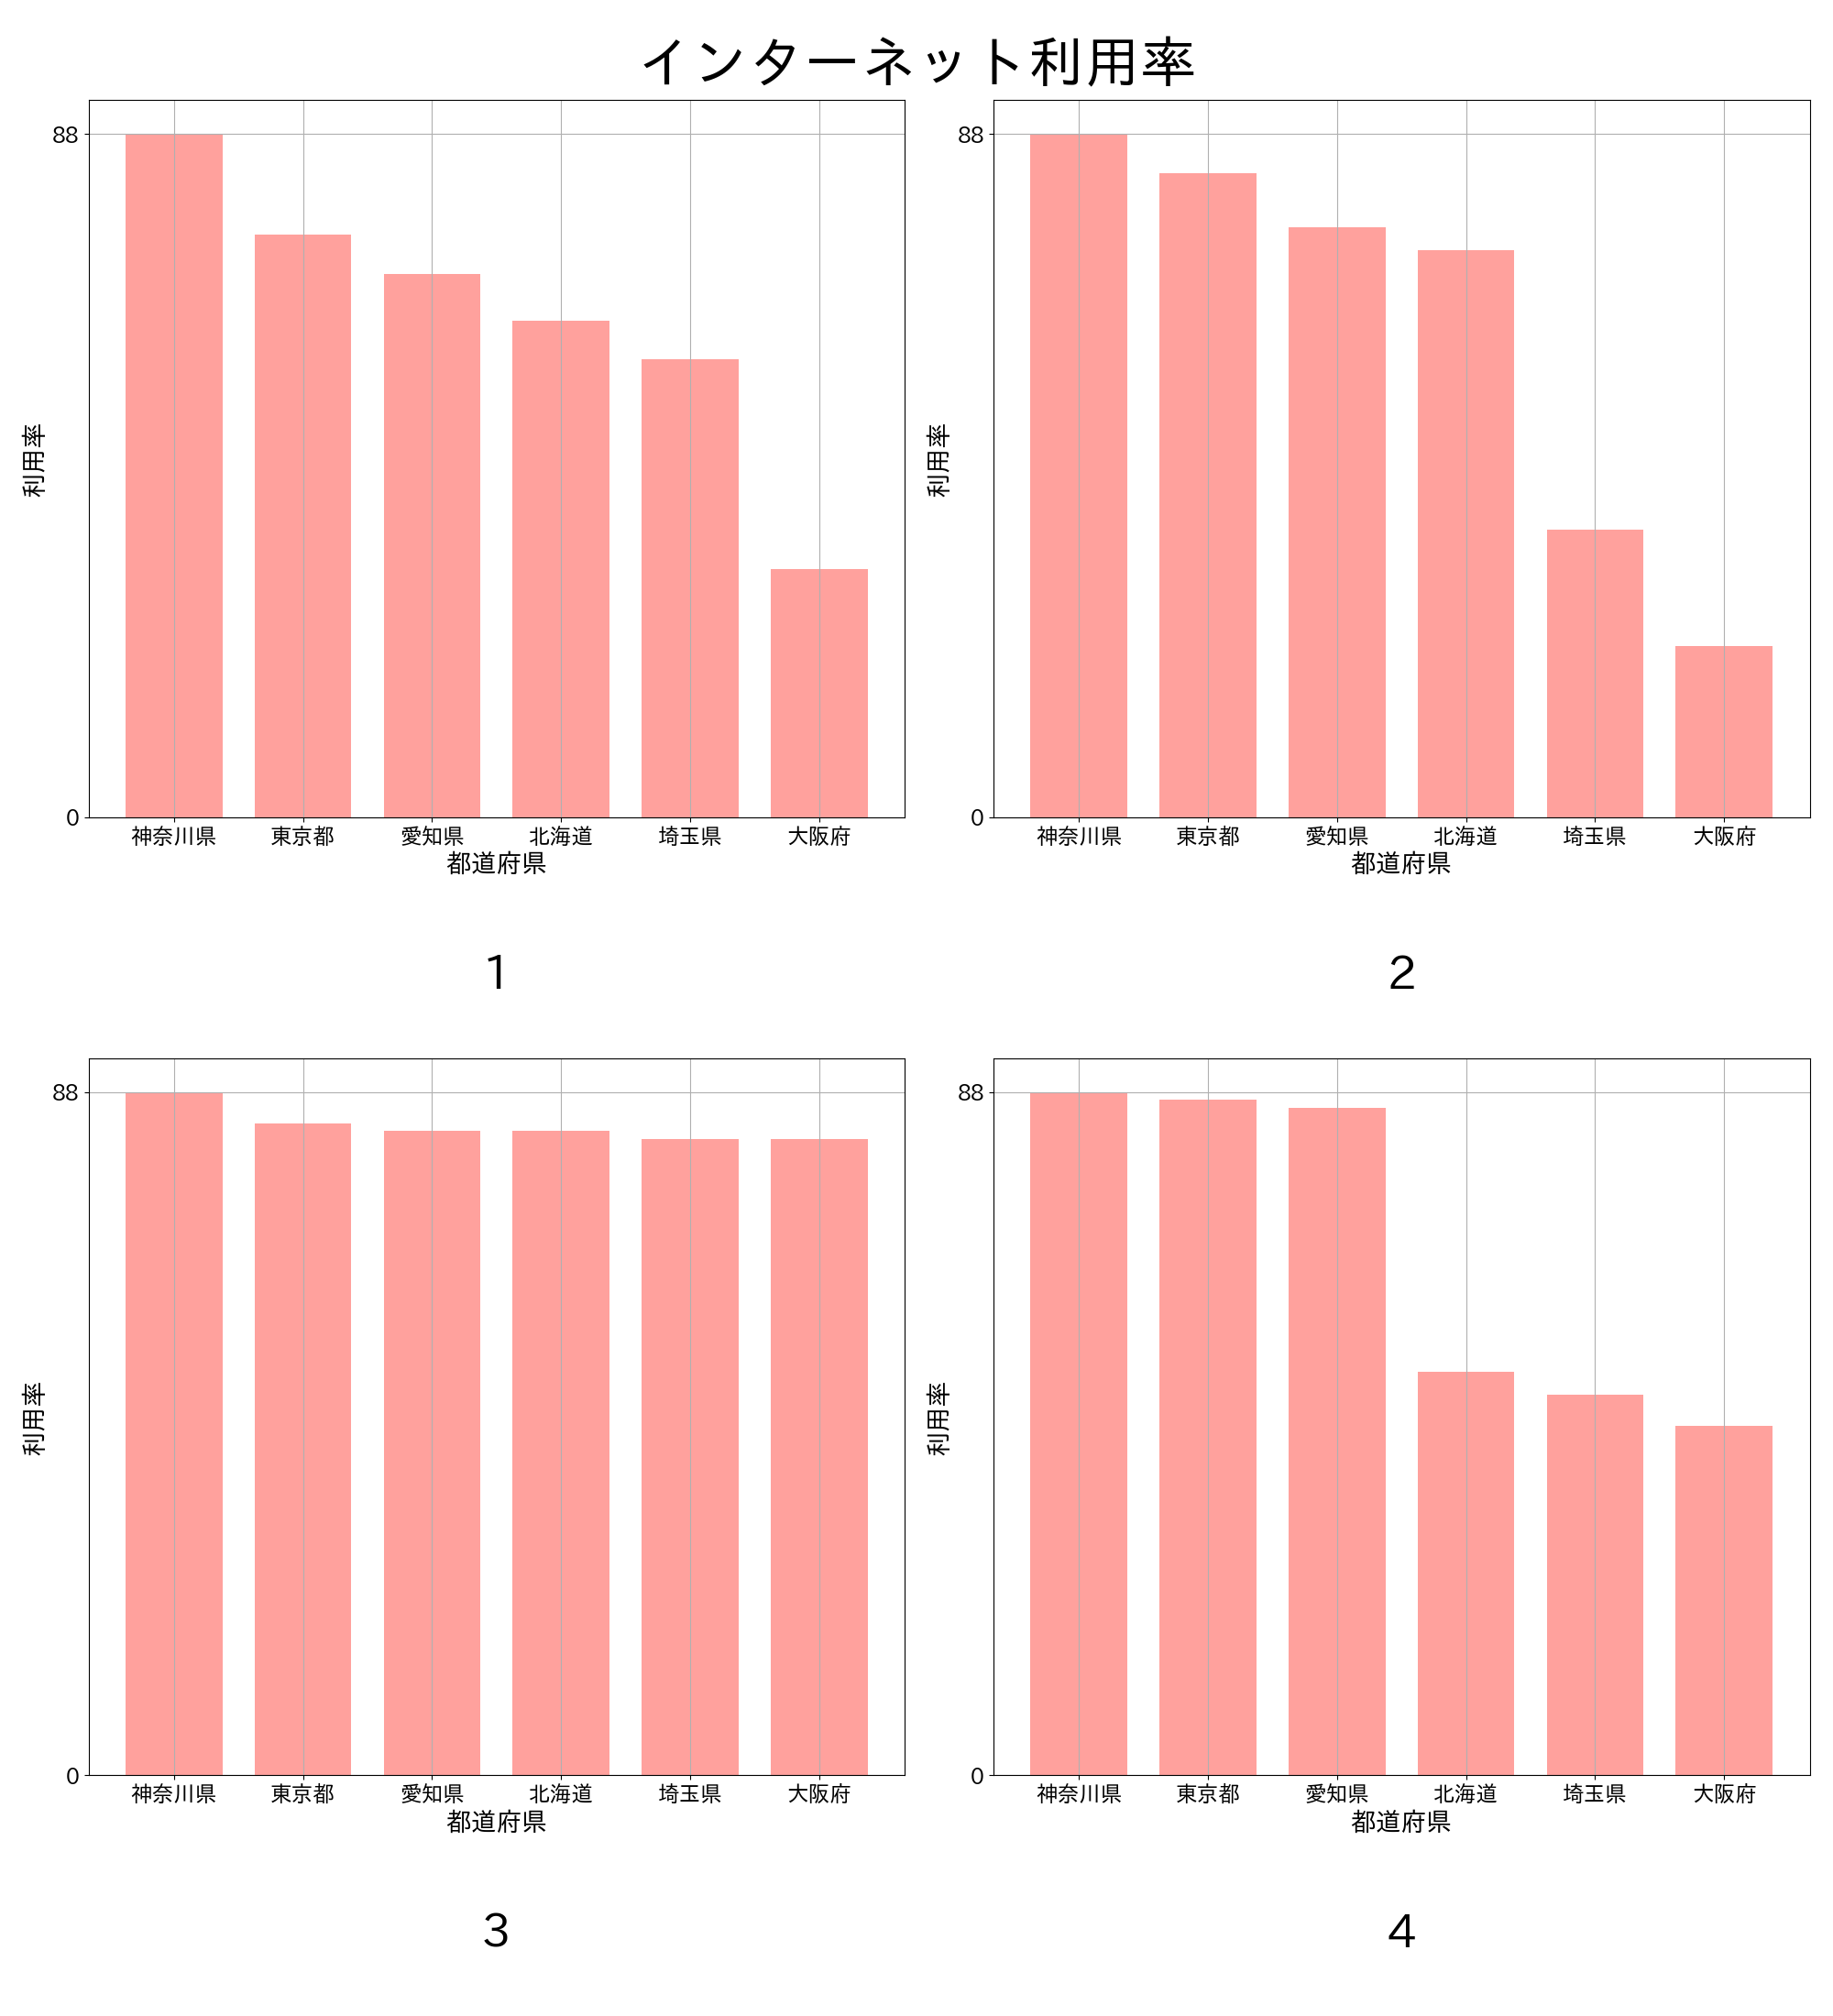 インターネット利用率
88
0
利用率
神奈川県 東京都 愛知県 北海道 埼玉県 大阪府
都道府県
1
88
0
利用率
神奈川県 東京都 愛知県 北海道 埼玉県 大阪府
都道府県
2
88
0
利用率
神奈川県 東京都 愛知県 北海道 埼玉県 大阪府
都道府県
3
88
0
利用率
神奈川県 東京都 愛知県 北海道 埼玉県 大阪府
都道府県
4